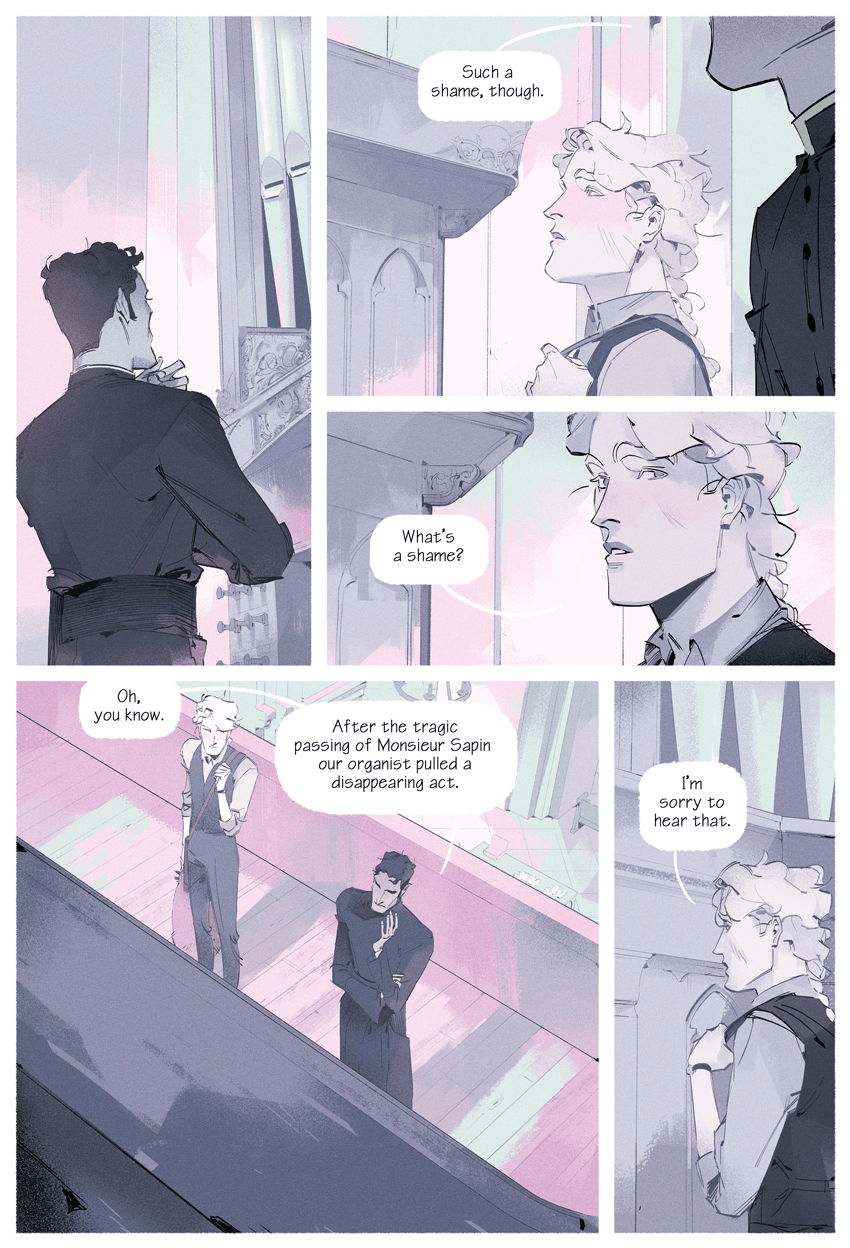 Such a
shame, though.
What's
a shame?
Oh,
you know.
After the tragic
passing of Monsieur Sapin
our organist pulled a
disappearing act.
I'm
sorry to
hear that.